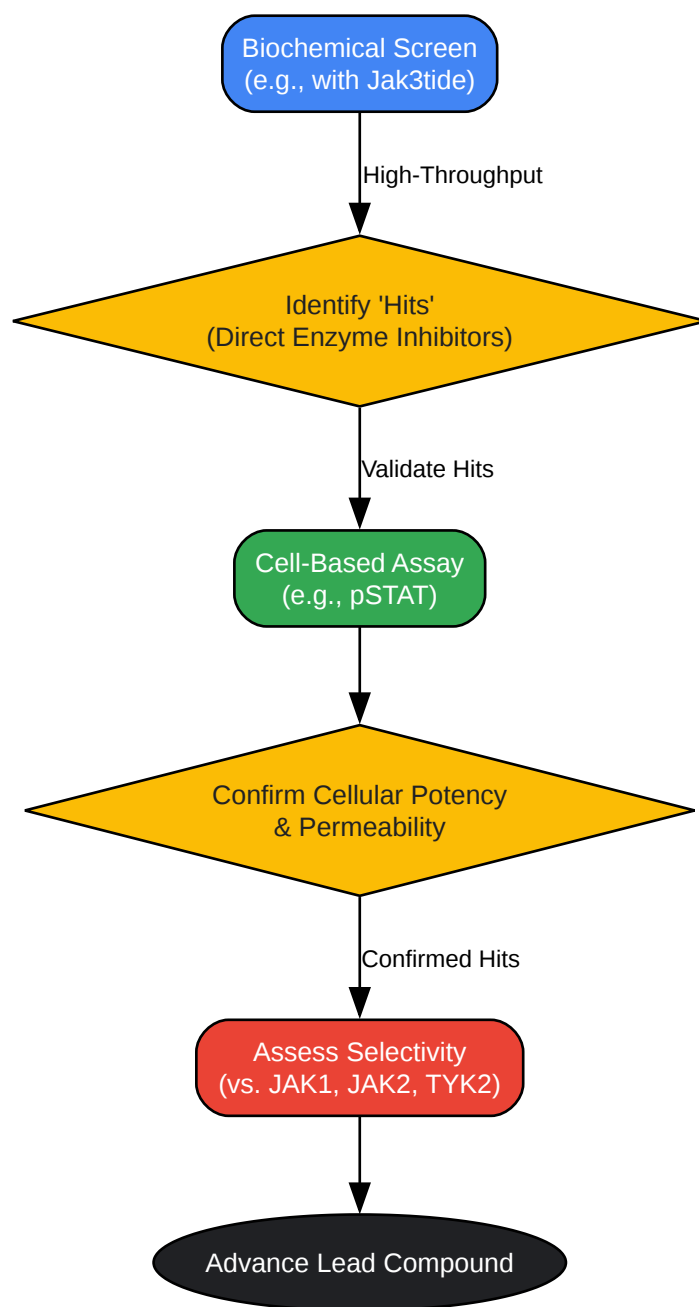 Biochemical Screen
(e.g., with Jak3tide)
High-Throughput
Identify 'Hits'
(Direct Enzyme Inhibitors)
Validate Hits
Cell-Based Assay
(e.g., pSTAT)
Confirm Cellular Potency
& Permeability
Confirmed Hits
Assess Selectivity
(vs. JAK1, JAK2, TYK2)
Advance Lead Compound